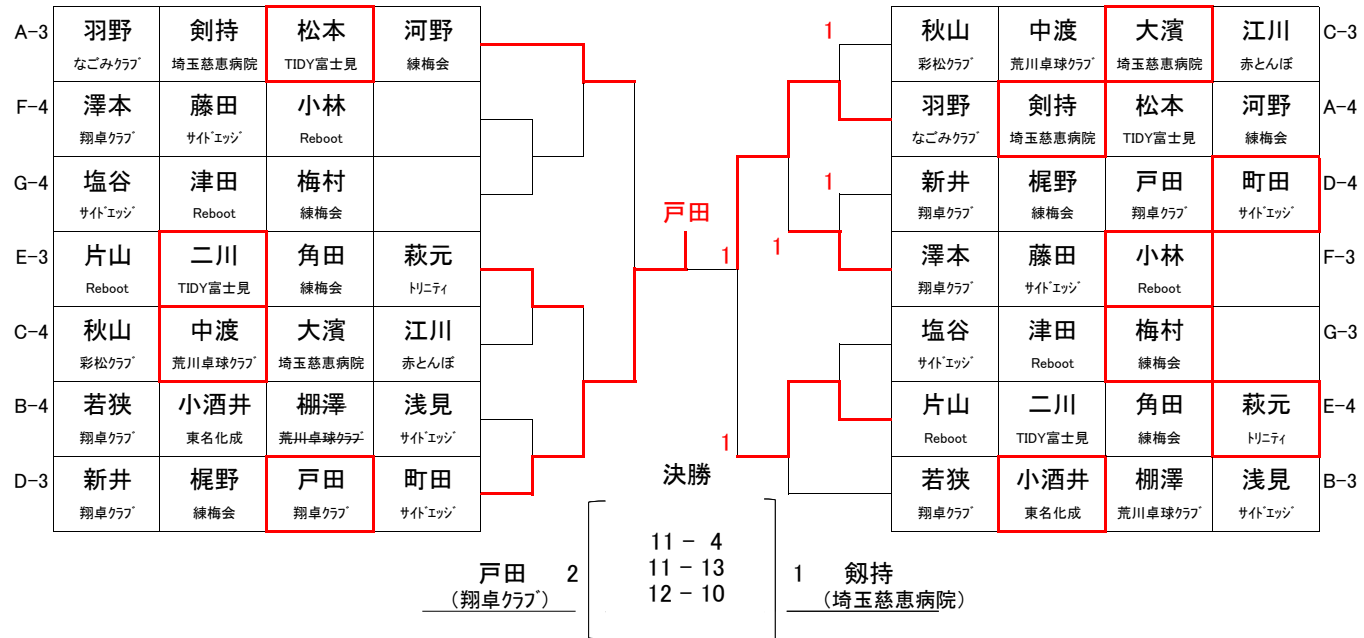 A-3 羽野 剣持 松本 河野
なごみクラブ 埼玉慈恵病院 TIDY富士見 練梅会
F-4 澤本 藤田 小林
翔卓クラブ サイドエッジ Reboot
G-4 塩谷 津田 梅村
サイドエッジ Reboot 練梅会
E-3 片山 二川 角田 萩元
Reboot TIDY富士見 練梅会 トリニティ
C-4 秋山 中渡 大濱 江川
彩松クラブ 荒川卓球クラブ 埼玉慈恵病院 赤とんぼ
B-4 若狭 小酒井 棚澤 浅見
翔卓クラブ 東名化成 荒川卓球クラブ サイドエッジ
D-3 新井 梶野 戸田 町田
翔卓クラブ 練梅会 翔卓クラブ サイドエッジ
戸田
1
1
1
1
1
1 秋山 中渡 大濱 江川 C-3
彩松クラブ 荒川卓球クラブ 埼玉慈恵病院 赤とんぼ
羽野 剣持 松本 河野 A-4
なごみクラブ 埼玉慈恵病院 TIDY富士見 練梅会
新井 梶野 戸田 町田 D-4
翔卓クラブ 練梅会 翔卓クラブ サイドエッジ
澤本 藤田 小林 F-3
翔卓クラブ サイドエッジ Reboot
塩谷 津田 梅村 G-3
サイドエッジ Reboot 練梅会
片山 二川 角田 萩元 E-4
Reboot TIDY富士見 練梅会 トリニティ
若狭 小酒井 棚澤 浅見 B-3
翔卓クラブ 東名化成 荒川卓球クラブ サイドエッジ
決勝
11 - 4
11 - 13
12 - 10
戸田 2
(翔卓クラブ)
1 剱持
(埼玉慈恵病院)